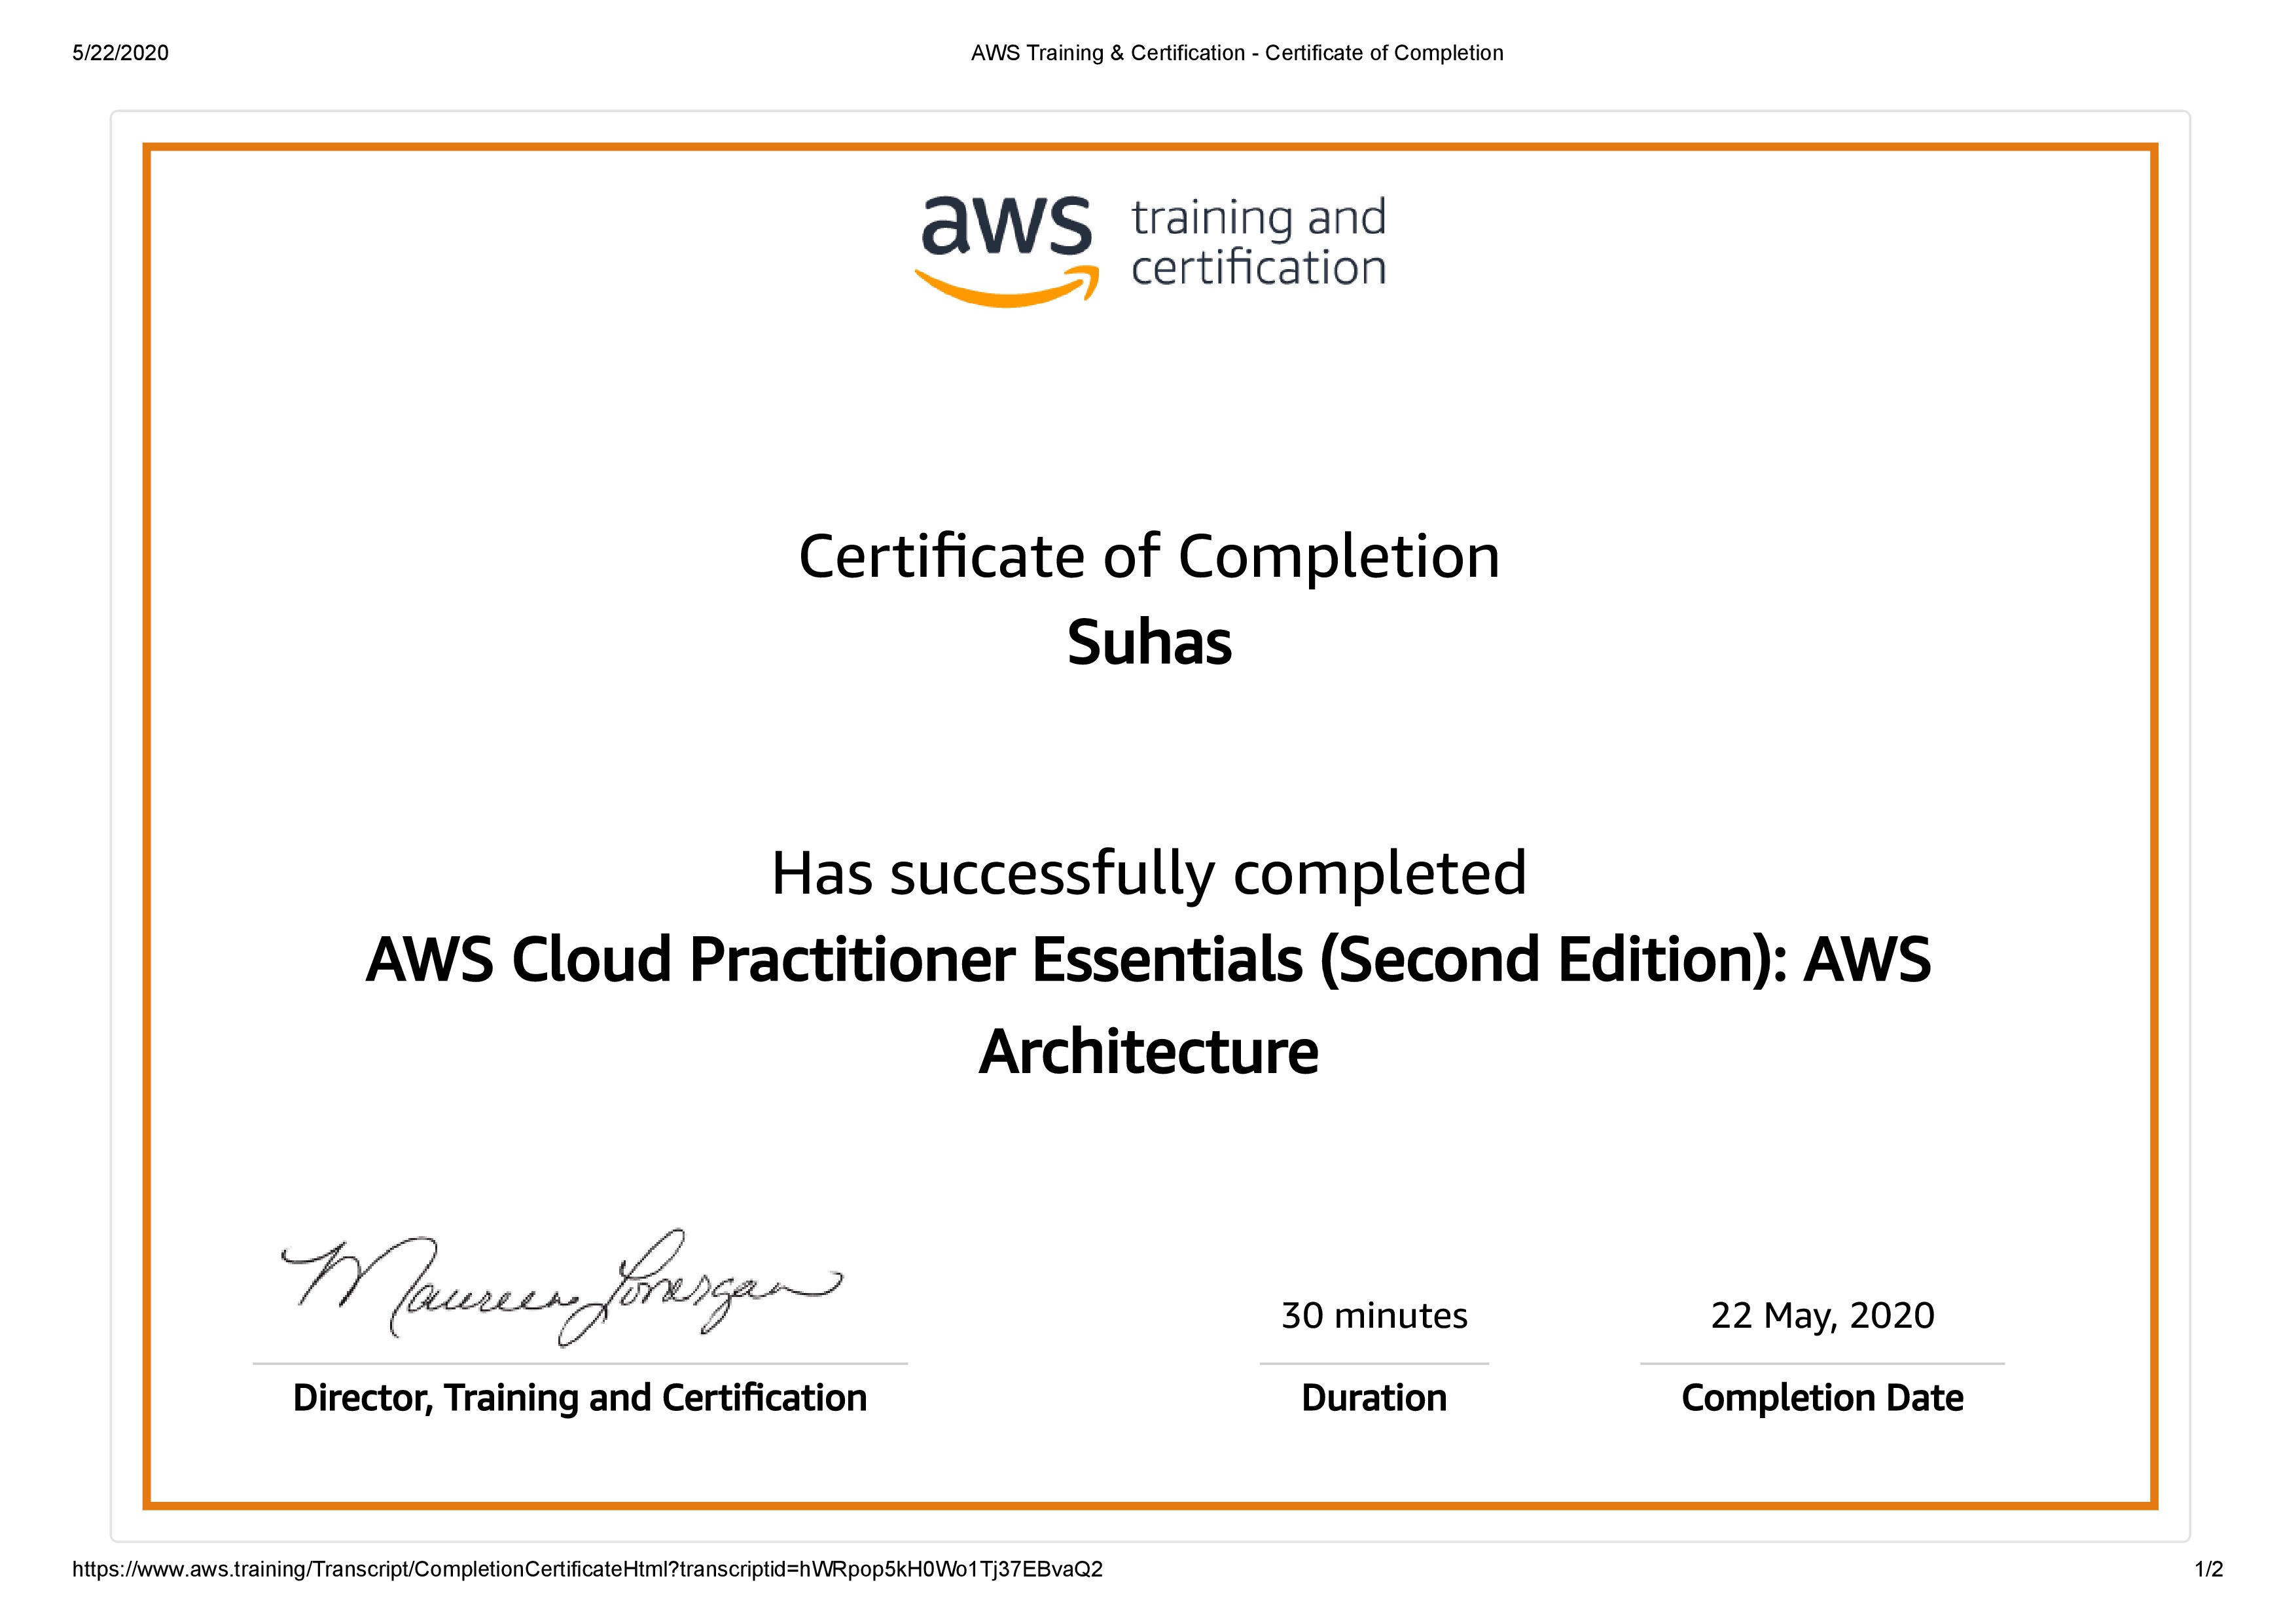 5/22/2020 AWS Training & Certification - Certificate of Completion
aws training and
certification
Certificate of Completion
Suhas
Has successfully completed
AWS Cloud Practitioner Essentials (Second Edition): AWS
Architecture
Maureen Lonergan
30 minutes 22 May, 2020
Director, Training and Certification Duration Completion Date
https://www.aws.training/Transcript/CompletionCertificateHtml?transcriptid=hWRpop5kH0Wo1Tj37EBvaQ2 1/2